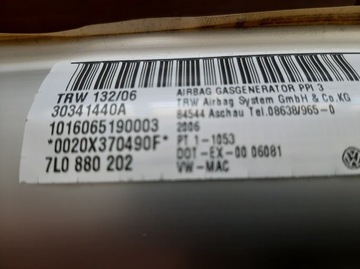 TRW 132/06
30341440A
1016065190003
*0020X370490F*
7L0 880 202
AIRBAG GASGENERATOR PPI 3
TRW Airbag System GmbH & Co.KG
84544 Aschau Tel.08638/965-0
2006
PT 1-1053
DOT-EX-00 06081
VW-MAC